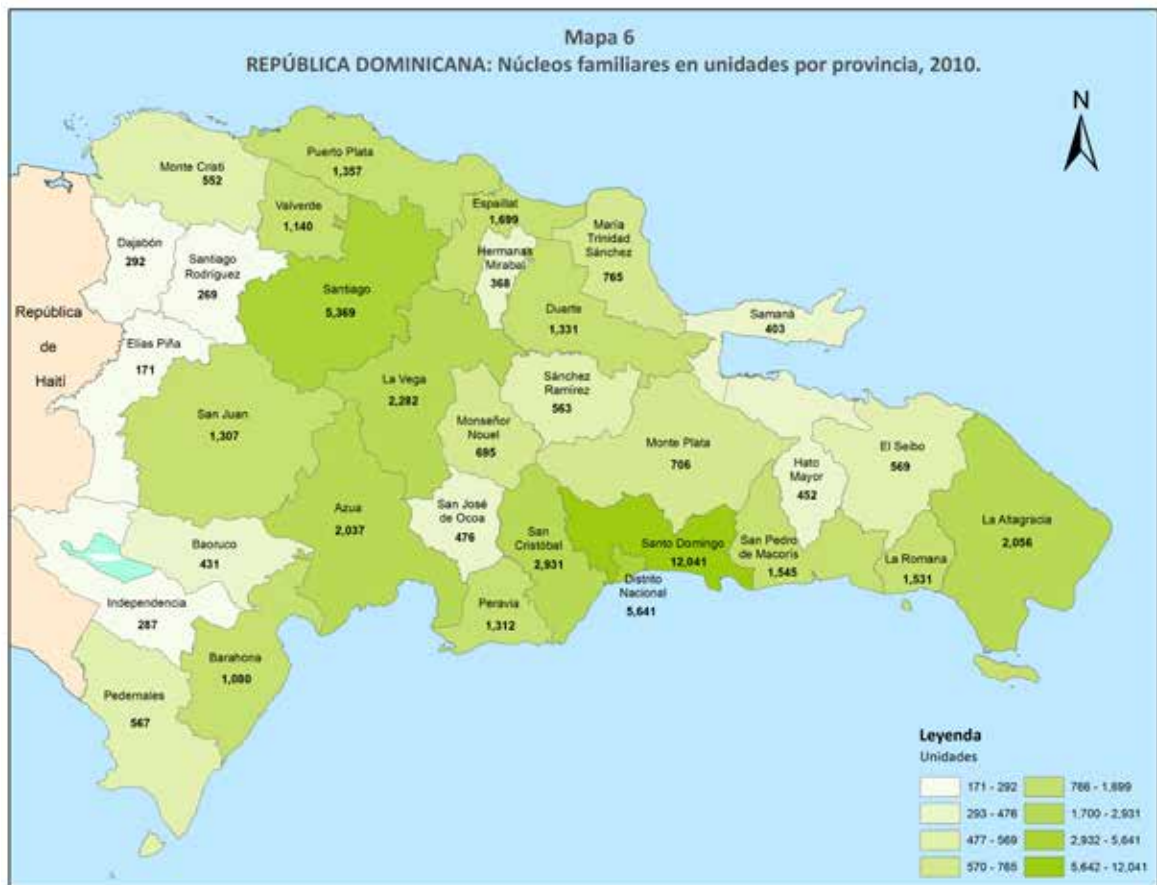 Mapa 6
REPÚBLICA DOMINICANA: Núcleos familiares en unidades por provincia, 2010.
N
Monte Cristi
552
Puerto Plata
1,357
Valverde
1,140
Espaillat
1,699
María
Trinidad
Sánchez
765
Dajabón
292
Santiago
Rodríguez
269
Hermanas
Mirabal
368
Santiago
5,369
República
de
Haití
Duarte
1,331
Samaná
403
Elías Piña
171
La Vega
2,282
Sánchez
Ramírez
563
San Juan
1,307
Monseñor
Nouel
695
Monte Plata
706
El Seibo
569
Hato
Mayor
452
Azua
2,037
San José
de Ocoa
476
San
Cristóbal
2,931
Santo Domingo
12,041
San Pedro
de Macorís
1,545
La Romana
1,531
La Altagracia
2,056
Baoruco
431
Distrito
Nacional
5,641
Independencia
287
Peravia
1,312
Barahona
1,080
Pedernales
567
Leyenda
Unidades
171 - 292
293 - 476
477 - 569
570 - 765
766 - 1,699
1,700 - 2,931
2,932 - 5,641
5,642 - 12,041